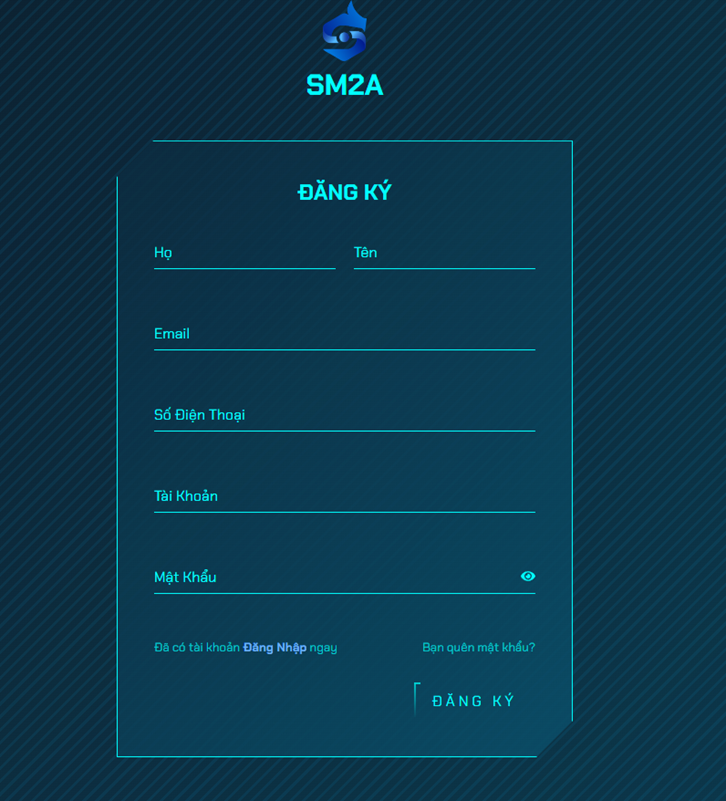 SM2A
ĐĂNG KÝ
Họ Tên
Email
Số Điện Thoại
Tài Khoản
Mật Khẩu
Đã có tài khoản Đăng Nhập ngay Bạn quên mật khẩu?
ĐĂNG KÝ